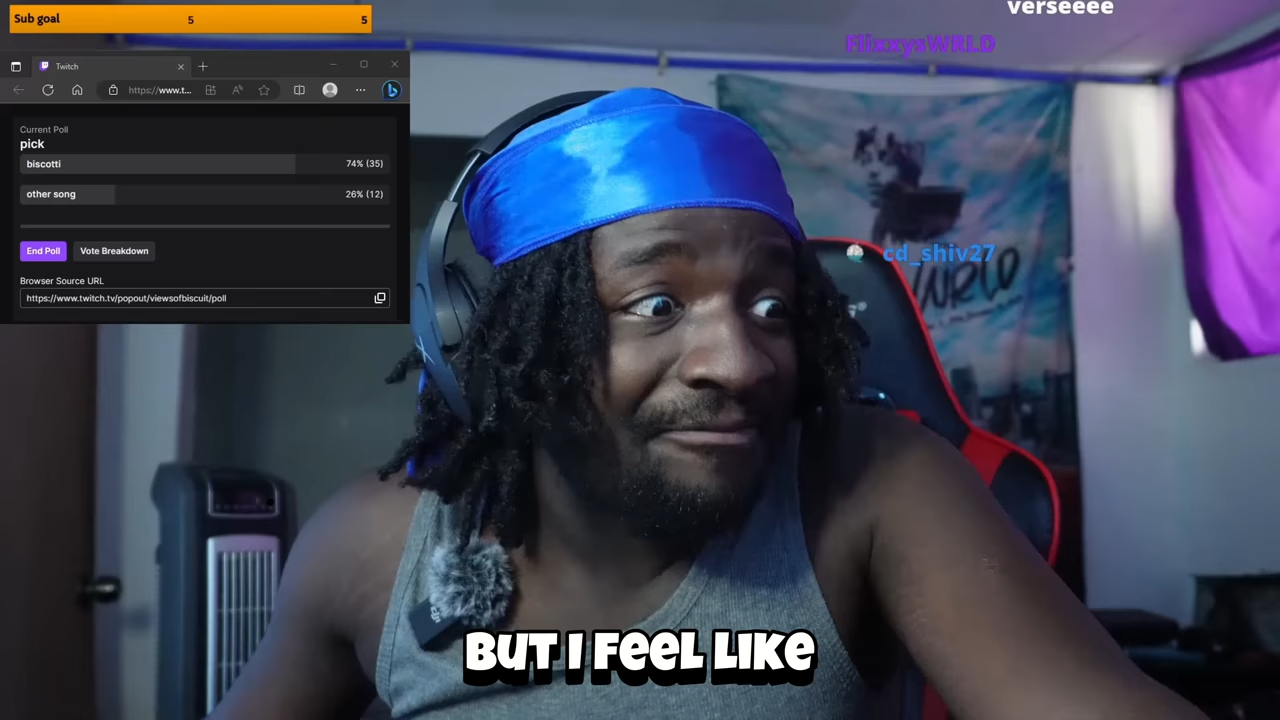 Sub goal 5 5
verseeee
FlixxysWRLD
Twitch
https://www.t...
Current Poll
pick
biscotti 74% (35)
other song 26% (12)
End Poll Vote Breakdown
Browser Source URL
https://www.twitch.tv/popout/viewsofbiscuit/poll
cd_shiv27
WRLD
BUT I FEEL LIKE